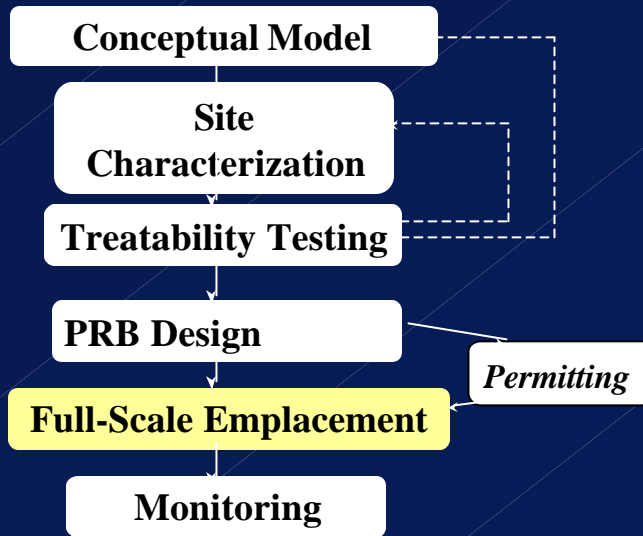 Conceptual Model
Site
Characterization
Treatability Testing
PRB Design
Permitting
Full-Scale Emplacement
Monitoring